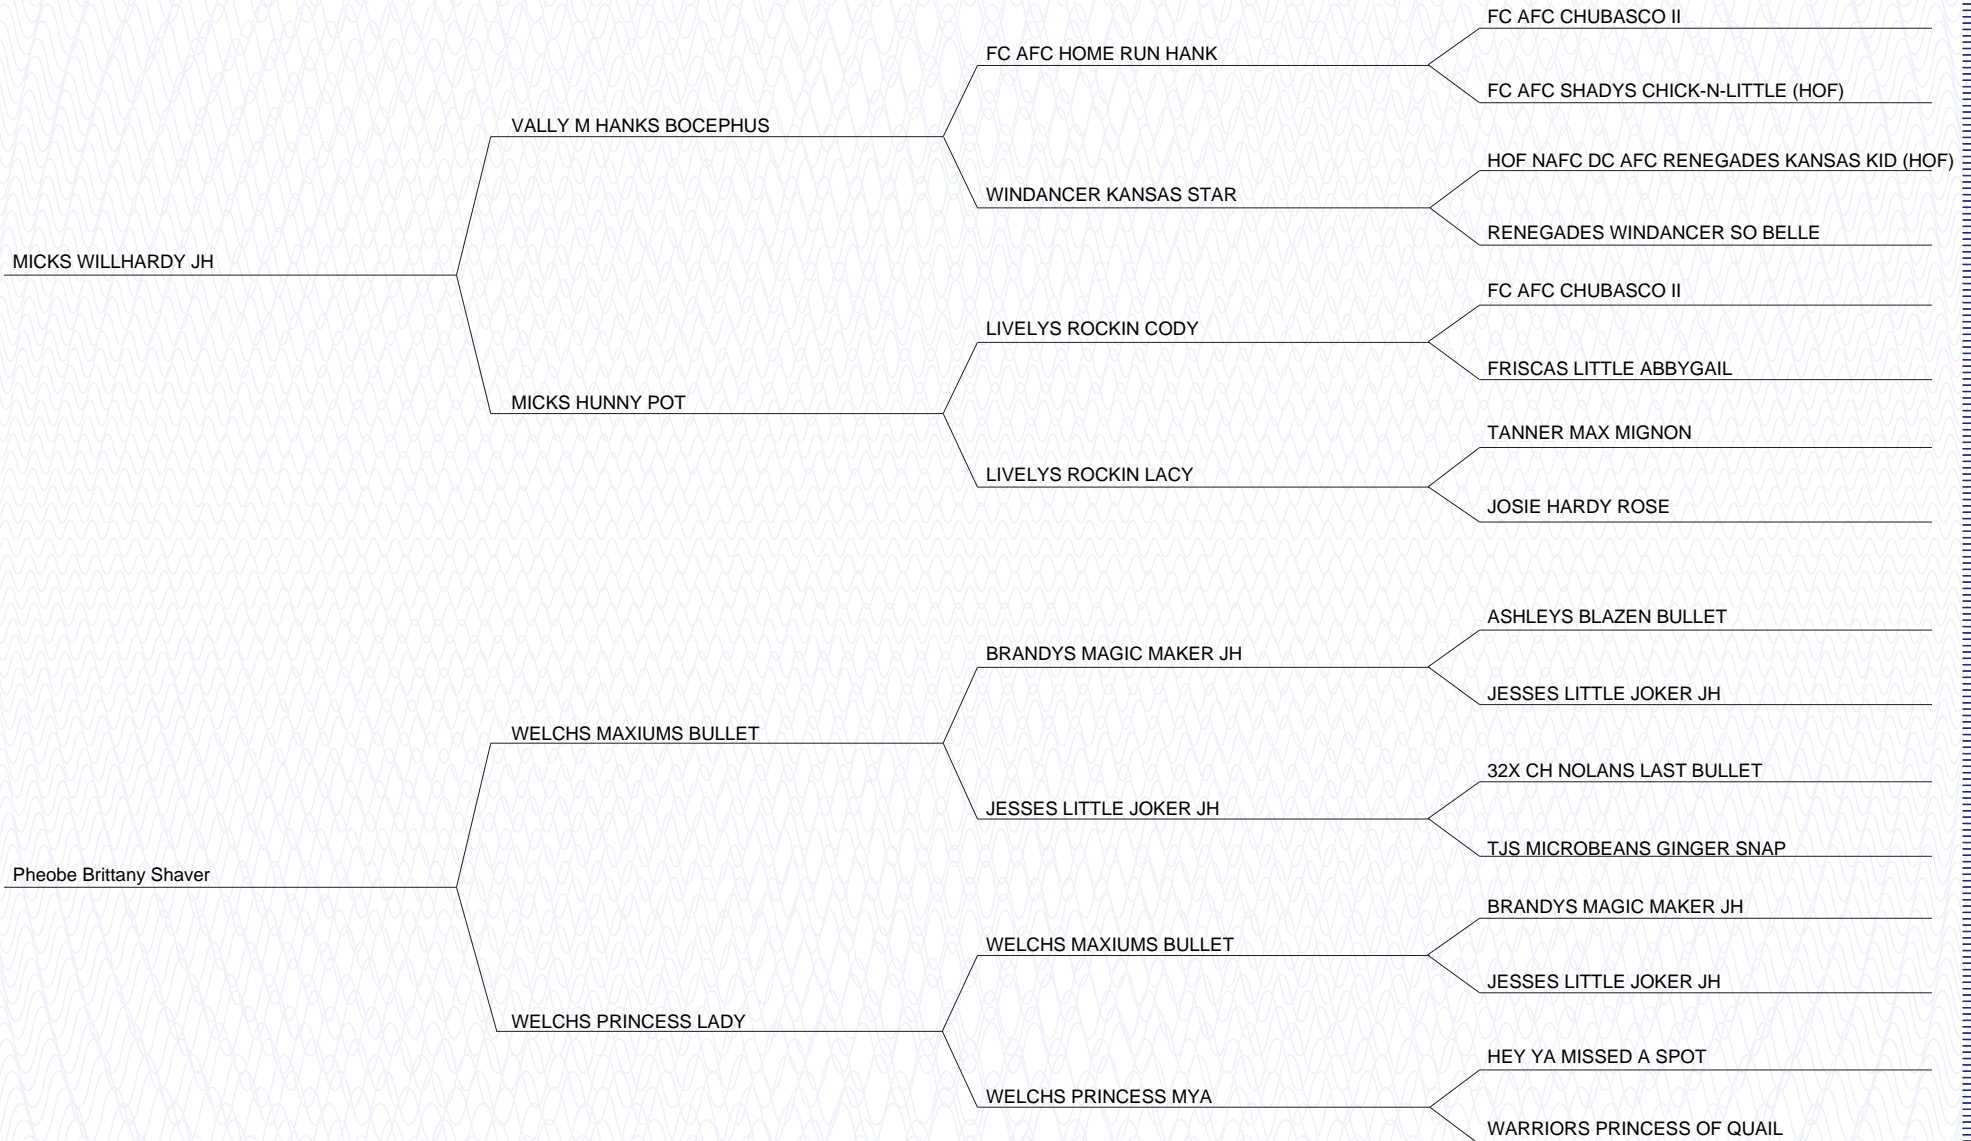 FC AFC CHUBASCO II
FC AFC HOME RUN HANK
FC AFC SHADYS CHICK-N-LITTLE (HOF)
VALLY M HANKS BOCEPHUS
HOF NAFC DC AFC RENEGADES KANSAS KID (HOF)
WINDANCER KANSAS STAR
RENEGADES WINDANCER SO BELLE
MICKS WILLHARDY JH
FC AFC CHUBASCO II
LIVELYS ROCKIN CODY
FRISCAS LITTLE ABBYGAIL
MICKS HUNNY POT
TANNER MAX MIGNON
LIVELYS ROCKIN LACY
JOSIE HARDY ROSE
ASHLEYS BLAZEN BULLET
BRANDYS MAGIC MAKER JH
JESSES LITTLE JOKER JH
WELCHS MAXIUMS BULLET
32X CH NOLANS LAST BULLET
JESSES LITTLE JOKER JH
TJS MICROBEANS GINGER SNAP
Pheobe Brittany Shaver
BRANDYS MAGIC MAKER JH
WELCHS MAXIUMS BULLET
JESSES LITTLE JOKER JH
WELCHS PRINCESS LADY
HEY YA MISSED A SPOT
WELCHS PRINCESS MYA
WARRIORS PRINCESS OF QUAIL